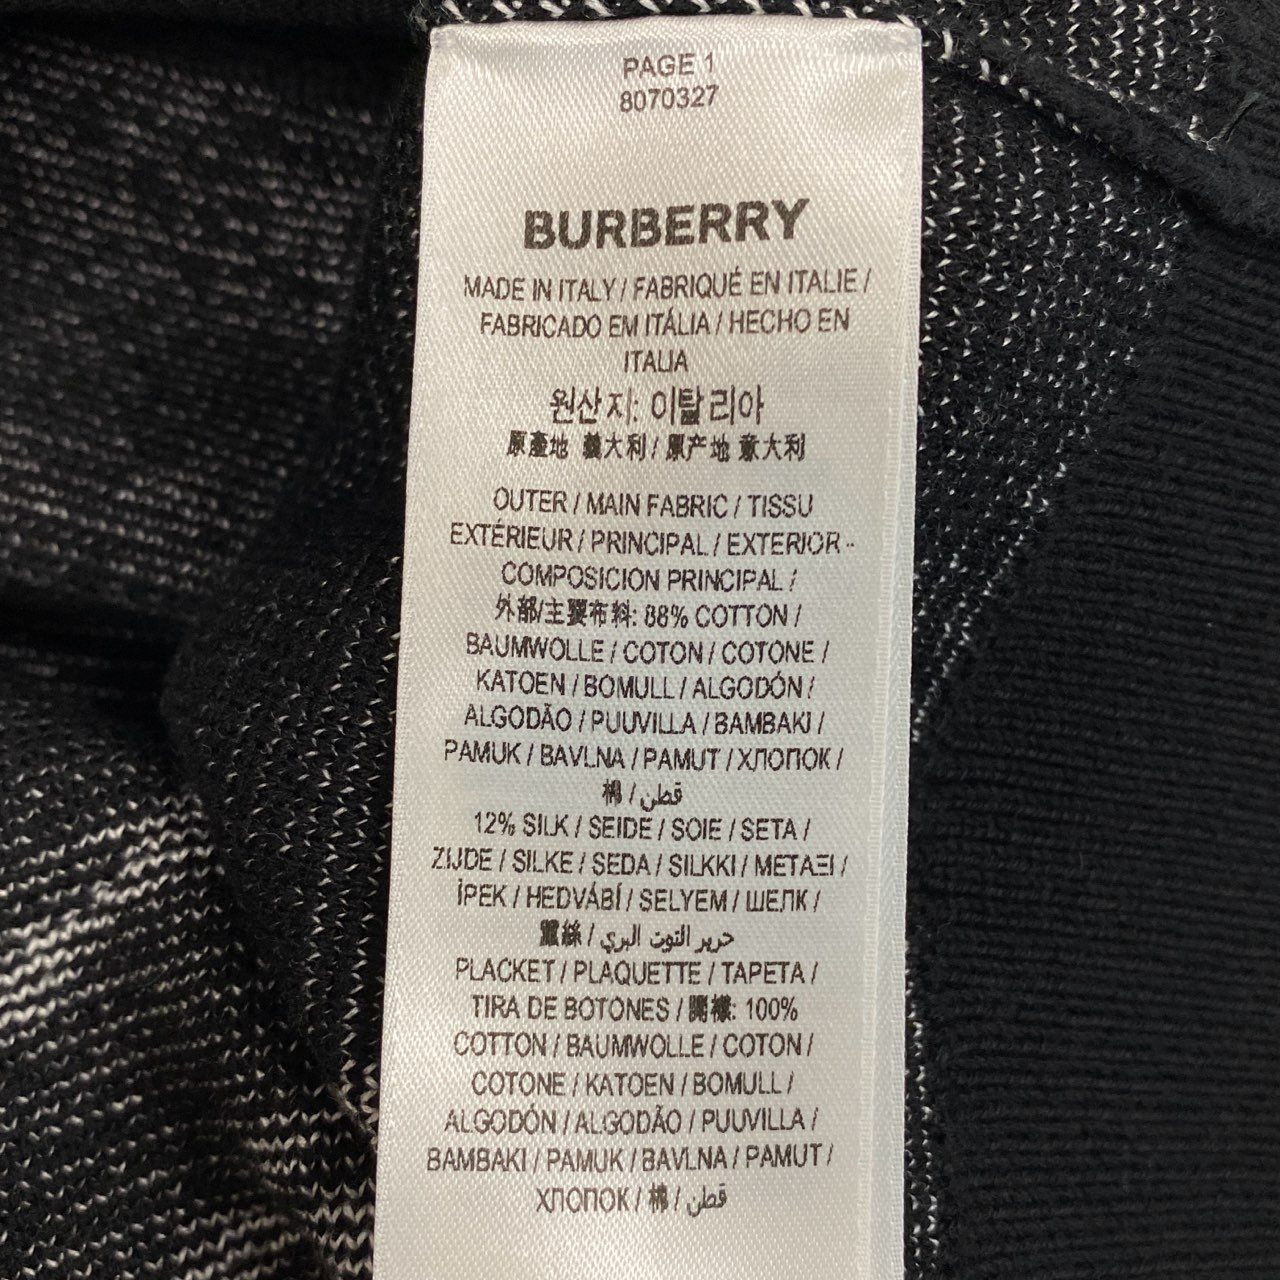 PAGE 1
8070327
BURBERRY
MADE IN ITALY / FABRIQUÉ EN ITALIE /
FABRICADO EM ITÁLIA / HECHO EN
ITALIA
원산지: 이탈리아
原產地 義大利 / 原产地 意大利
OUTER / MAIN FABRIC / TISSU
EXTÉRIEUR / PRINCIPAL / EXTERIOR -
COMPOSICION PRINCIPAL /
外部/主要布料: 88% COTTON /
BAUMWOLLE / COTON / COTONE /
KATOEN / BOMULL / ALGODÓN /
ALGODÃO / PUUVILLA / BAMBAKI /
PAMUK / BAVLNA / PAMUT / ХЛОПОК /
棉 / قطن
12% SILK / SEIDE / SOIE / SETA /
ZIJDE / SILKE / SEDA / SILKKI / ΜΕΤΑΞΙ /
İPEK / HEDVÁBÍ / SELYEM / ШЕЛК /
蠶絲 / حرير التوت البري
PLACKET / PLAQUETTE / TAPETA /
TIRA DE BOTONES / 開襟: 100%
COTTON / BAUMWOLLE / COTON /
COTONE / KATOEN / BOMULL /
ALGODÓN / ALGODÃO / PUUVILLA /
BAMBAKI / PAMUK / BAVLNA / PAMUT /
ХЛОПОК / 棉 / قطن